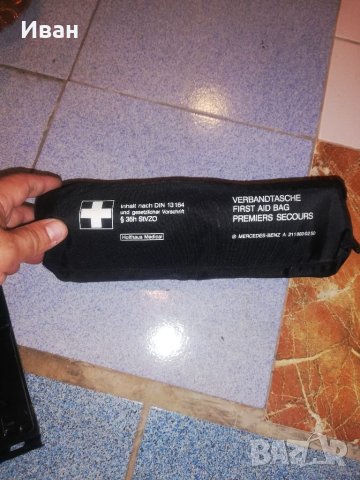 Иван
Inhalt nach DIN 13164
und gesetzlicher Vorschrift
§ 35h StVZO
Holthaus Medical
VERBANDTASCHE
FIRST AID BAG
PREMIERS SECOURS
MERCEDES-BENZ A 211 860 02 50
BAZAR